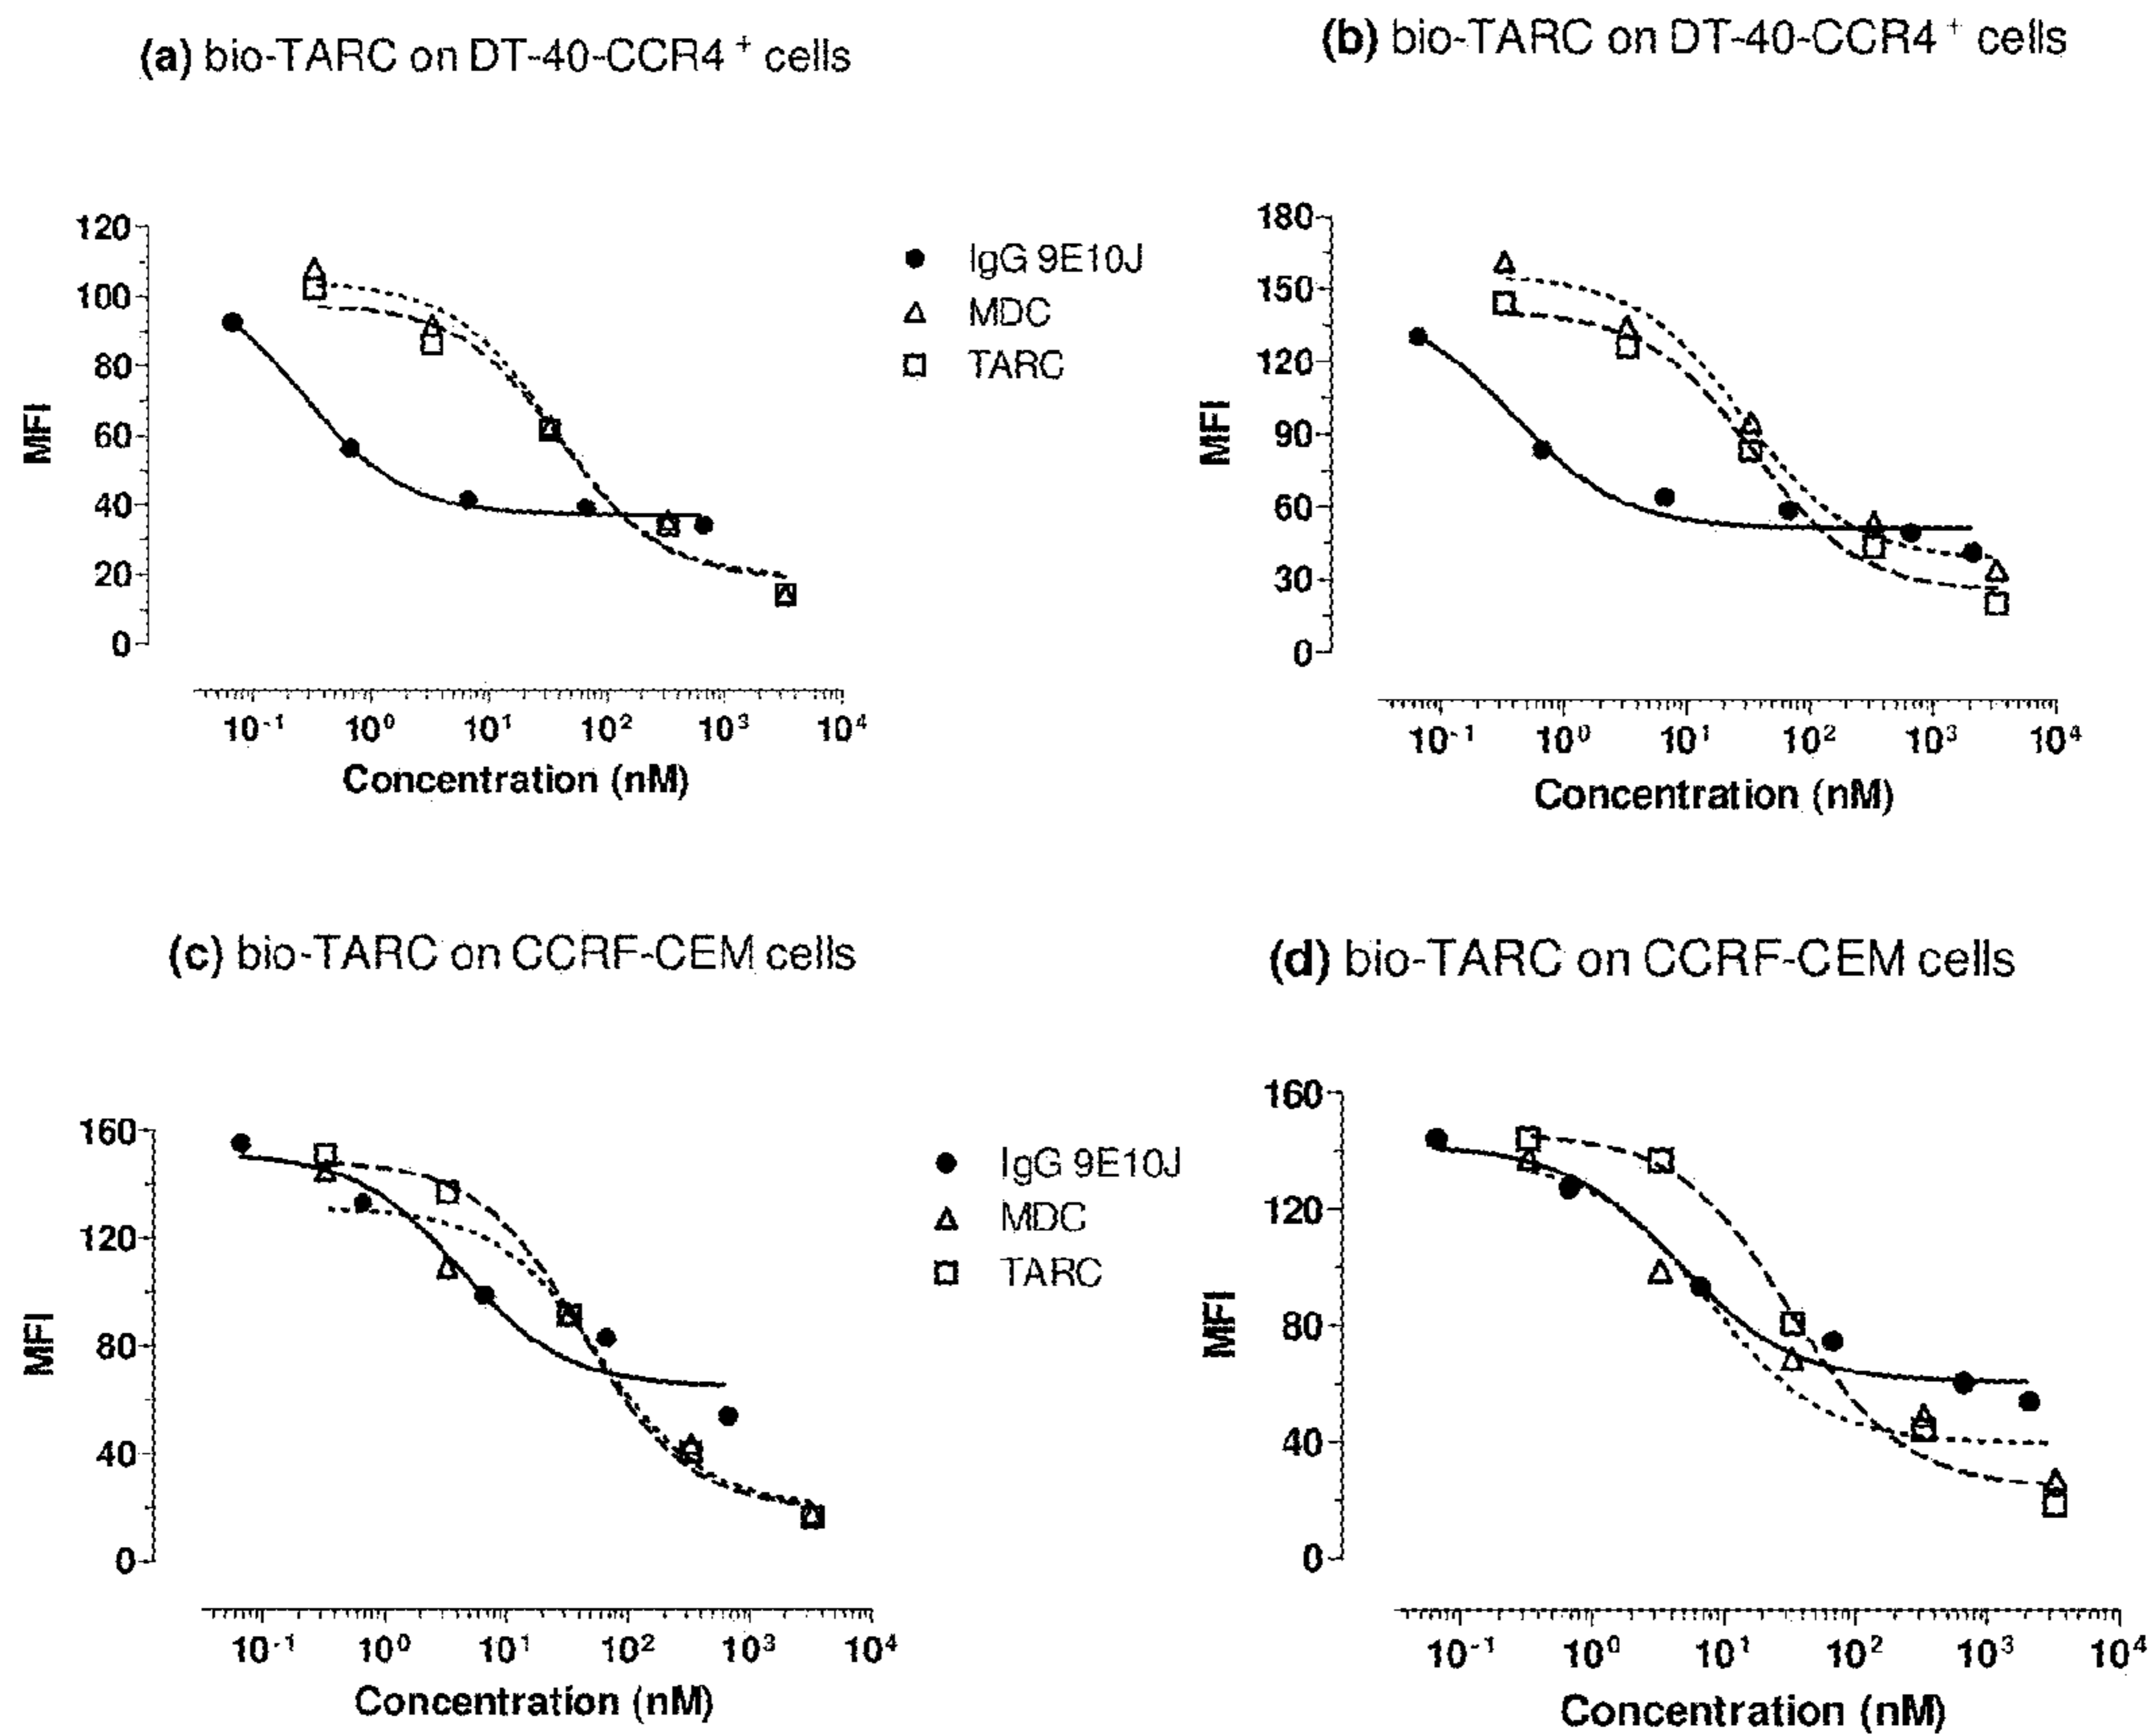 (a) bio-TARC on DT-40-CCR4 + cells
120
100
80
60
40
20
0
MFI
10-1 100 101 102 103 104
Concentration (nM)
IgG 9E10J
MDC
TARC
(b) bio-TARC on DT-40-CCR4 + cells
180
150
120
90
60
30
0
MFI
10-1 100 101 102 103 104
Concentration (nM)
(c) bio-TARC on CCRF-CEM cells
160
120
80
40
0
MFI
10-1 100 101 102 103 104
Concentration (nM)
IgG 9E10J
MDC
TARC
(d) bio-TARC on CCRF-CEM cells
160
120
80
40
0
MFI
10-1 100 101 102 103 104
Concentration (nM)